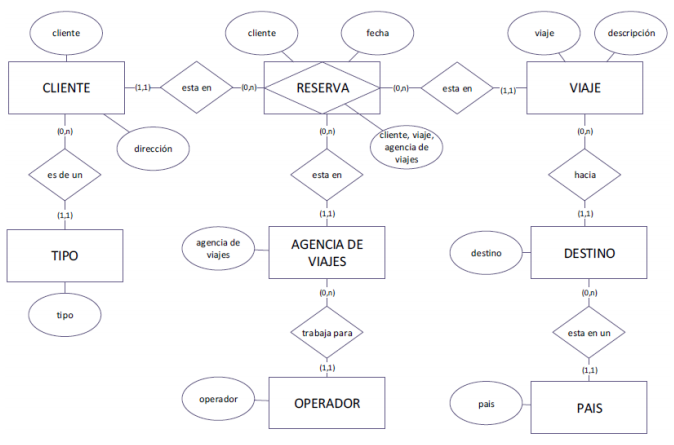 cliente
cliente
fecha
viaje
descripción
CLIENTE
(1,1)
esta en
(0,n)
RESERVA
(0,n)
esta en
(1,1)
VIAJE
(0,n)
dirección
(0,n)
cliente, viaje,
agencia de
viajes
(0,n)
es de un
esta en
hacia
(1,1)
(1,1)
(1,1)
TIPO
agencia de
viajes
AGENCIA DE
VIAJES
destino
DESTINO
(0,n)
(0,n)
tipo
trabaja para
esta en un
(1,1)
(1,1)
operador
OPERADOR
pais
PAIS